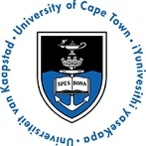 University of Cape Town · iYunivesithi yaseKapa · Universiteit van Kaapstad ·
SPES BONA